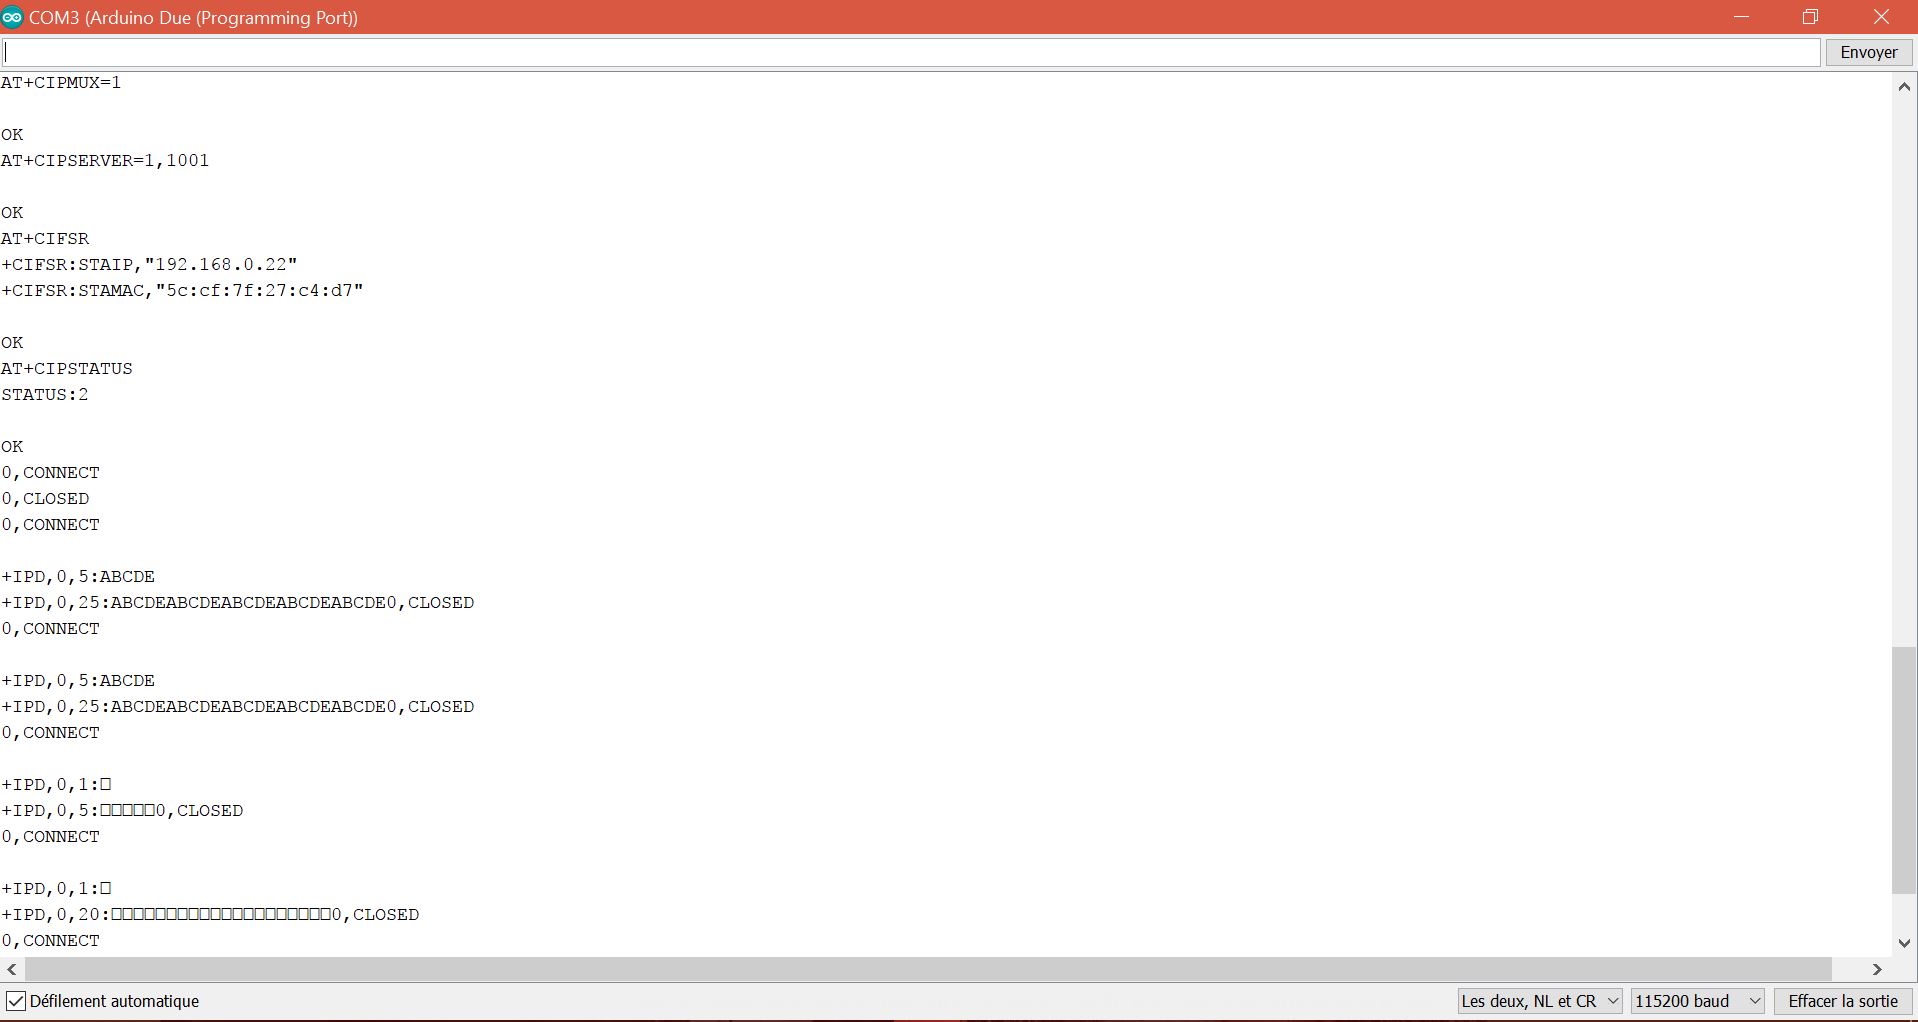 COM3 (Arduino Due (Programming Port))
Envoyer
AT+CIPMUX=1
OK
AT+CIPSERVER=1,1001
OK
AT+CIFSR
+CIFSR:STAIP,"192.168.0.22"
+CIFSR:STAMAC,"5c:cf:7f:27:c4:d7"
OK
AT+CIPSTATUS
STATUS:2
OK
0,CONNECT
0,CLOSED
0,CONNECT
+IPD,0,5:ABCDE
+IPD,0,25:ABCDEABCDEABCDEABCDEABCDE0,CLOSED
0,CONNECT
+IPD,0,5:ABCDE
+IPD,0,25:ABCDEABCDEABCDEABCDEABCDE0,CLOSED
0,CONNECT
+IPD,0,1:□
+IPD,0,5:□□□□□0,CLOSED
0,CONNECT
+IPD,0,1:□
+IPD,0,20:□□□□□□□□□□□□□□□□□□□□0,CLOSED
0,CONNECT
Défilement automatique
Les deux, NL et CR
115200 baud
Effacer la sortie